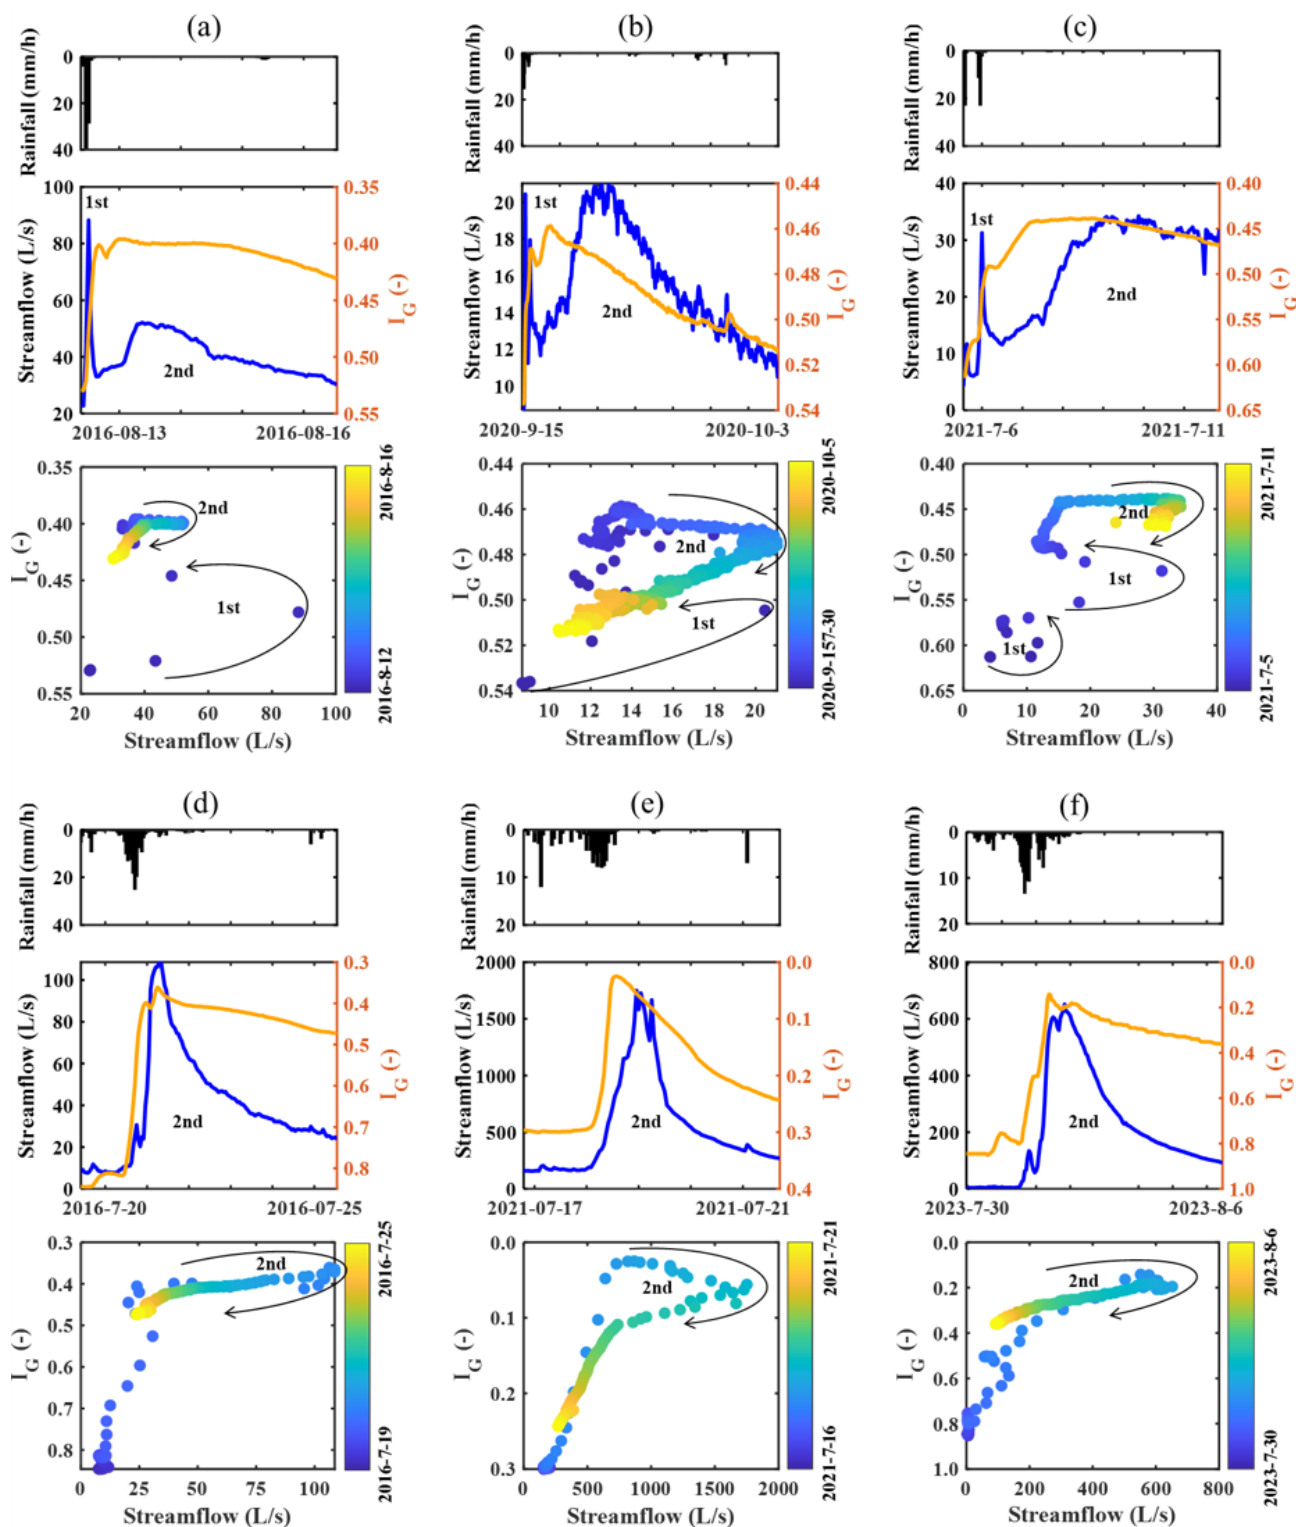 (a) (b) (c)
Rainfall (mm/h) 0 20 40
Rainfall (mm/h) 0 20 40
Rainfall (mm/h) 0 20 40
Streamflow (L/s) 100 80 60 40 20 1st 2nd 0.35 0.40 0.45 0.50 0.55 I_G (-)
2016-08-13 2016-08-16
Streamflow (L/s) 20 18 16 14 12 10 1st 2nd 0.44 0.46 0.48 0.50 0.52 0.54 I_G (-)
2020-9-15 2020-10-3
Streamflow (L/s) 40 30 20 10 0 1st 2nd 0.40 0.45 0.50 0.55 0.60 0.65 I_G (-)
2021-7-6 2021-7-11
I_G (-) 0.35 0.40 0.45 0.50 0.55 2nd 1st 2016-8-16 2016-8-12
20 40 60 80 100
Streamflow (L/s)
I_G (-) 0.44 0.46 0.48 0.50 0.52 0.54 2nd 1st 2020-10-5 2020-9-157-30
10 12 14 16 18 20
Streamflow (L/s)
I_G (-) 0.40 0.45 0.50 0.55 0.60 0.65 2nd 1st 1st 2021-7-11 2021-7-5
0 10 20 30 40
Streamflow (L/s)
(d) (e) (f)
Rainfall (mm/h) 0 20 40
Rainfall (mm/h) 0 10 20
Rainfall (mm/h) 0 10 20
Streamflow (L/s) 100 80 60 40 20 0 2nd 0.3 0.4 0.5 0.6 0.7 0.8 I_G (-)
2016-7-20 2016-07-25
Streamflow (L/s) 2000 1500 1000 500 0 2nd 0.0 0.1 0.2 0.3 0.4 I_G (-)
2021-07-17 2021-07-21
Streamflow (L/s) 800 600 400 200 0 2nd 0.0 0.2 0.4 0.6 0.8 1.0 I_G (-)
2023-7-30 2023-8-6
I_G (-) 0.3 0.4 0.5 0.6 0.7 0.8 2nd 2016-7-25 2016-7-19
0 25 50 75 100
Streamflow (L/s)
I_G (-) 0.0 0.1 0.2 0.3 2nd 2021-7-21 2021-7-16
0 500 1000 1500 2000
Streamflow (L/s)
I_G (-) 0.0 0.2 0.4 0.6 0.8 1.0 2nd 2023-8-6 2023-7-30
0 200 400 600 800
Streamflow (L/s)